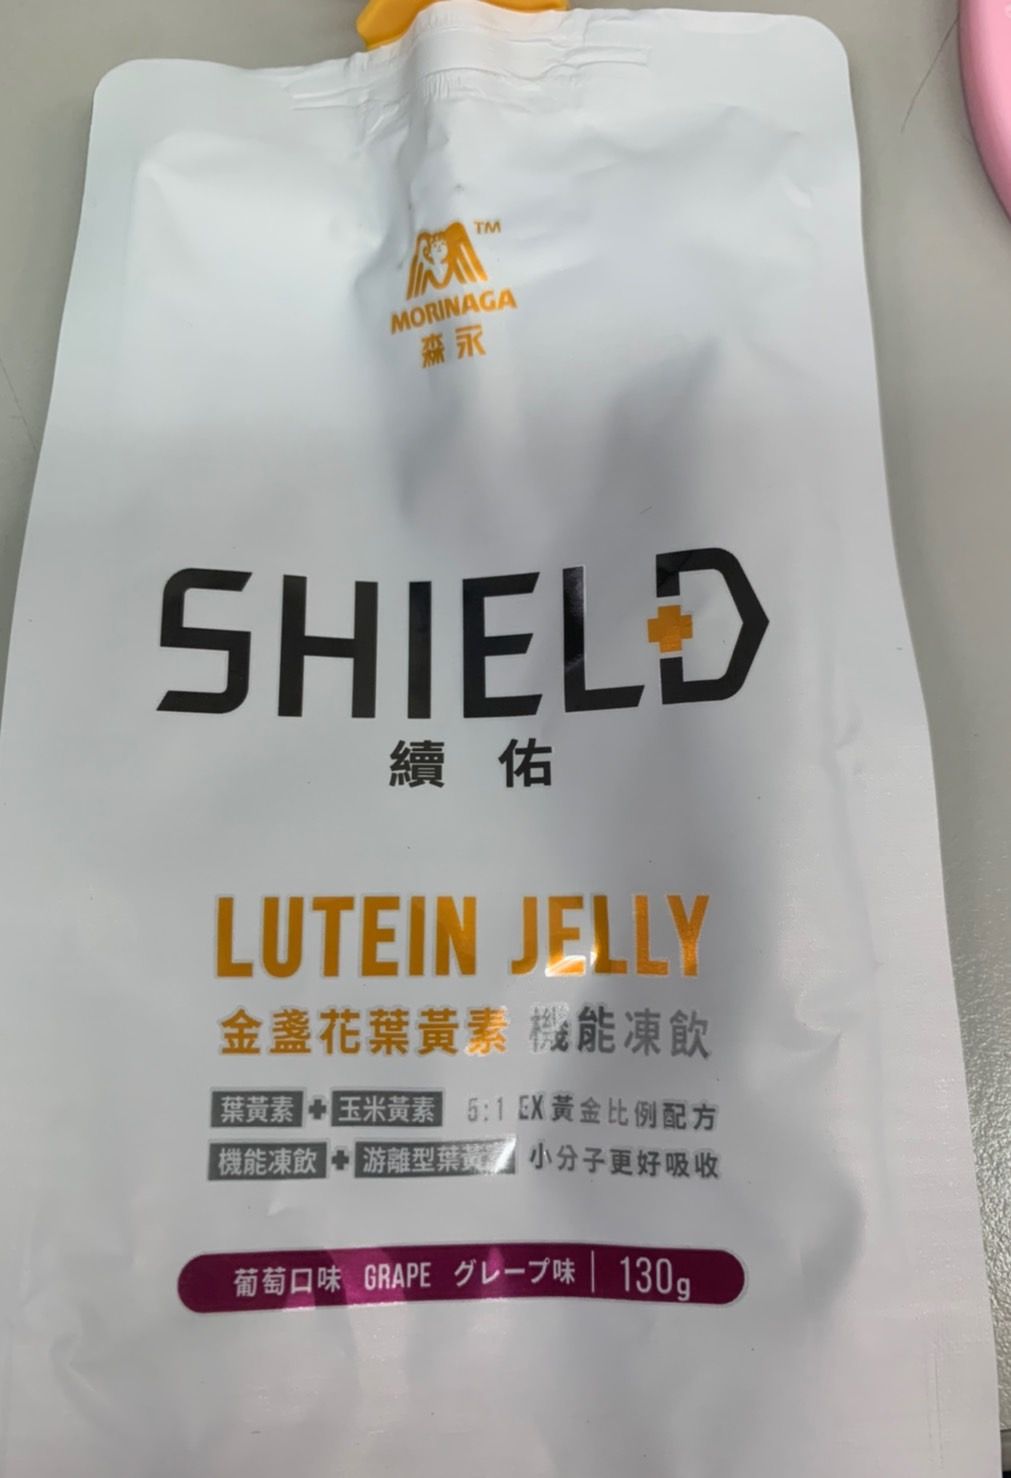 TM
MORINAGA
森永
SHIELD
續佑
LUTEIN JELLY
金盞花葉黃素 機能凍飲
葉黃素 + 玉米黃素 5:1 EX黃金比例配方
機能凍飲 + 游離型葉黃素 小分子更好吸收
葡萄口味 GRAPE グレープ味 | 130g